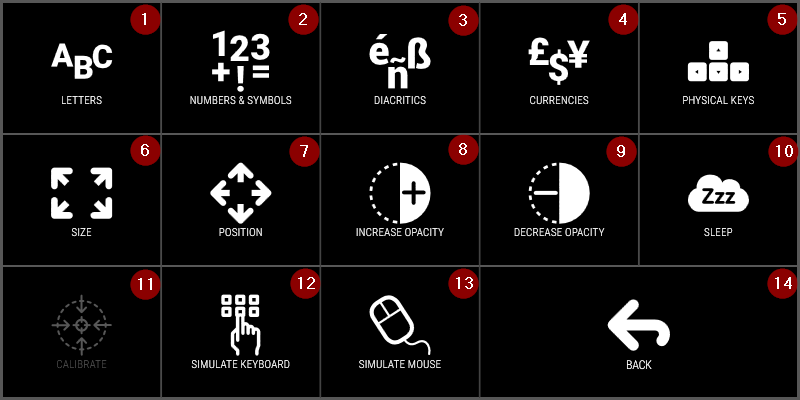 1
ABC
LETTERS
2
123
+!=
NUMBERS & SYMBOLS
3
éñß
DIACRITICS
4
£$¥
CURRENCIES
5
PHYSICAL KEYS
6
SIZE
7
POSITION
8
+
INCREASE OPACITY
9
−
DECREASE OPACITY
10
Zzz
SLEEP
11
CALIBRATE
12
SIMULATE KEYBOARD
13
SIMULATE MOUSE
14
BACK